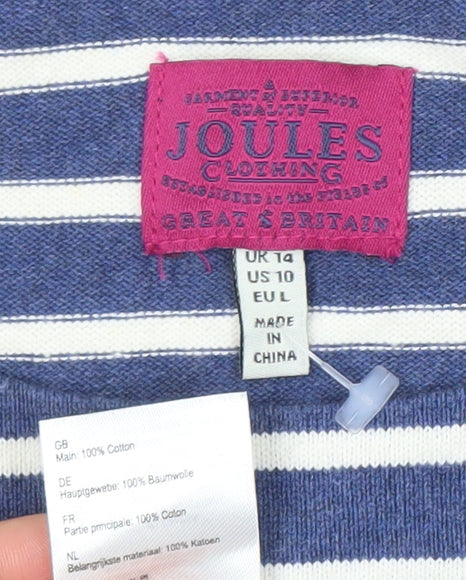 A
GARMENT of SUPERIOR
— QUALITY —
JOULES
CLOTHING
ESTABLISHED in the FIELDS of
GREAT & BRITAIN
UK 14
US 10
EU L
MADE
IN
CHINA
GB
Main: 100% Cotton
DE
Hauptgewebe: 100% Baumwolle
FR
Partie principale: 100% Coton
NL
Belangrijkste materiaal: 100% Katoen